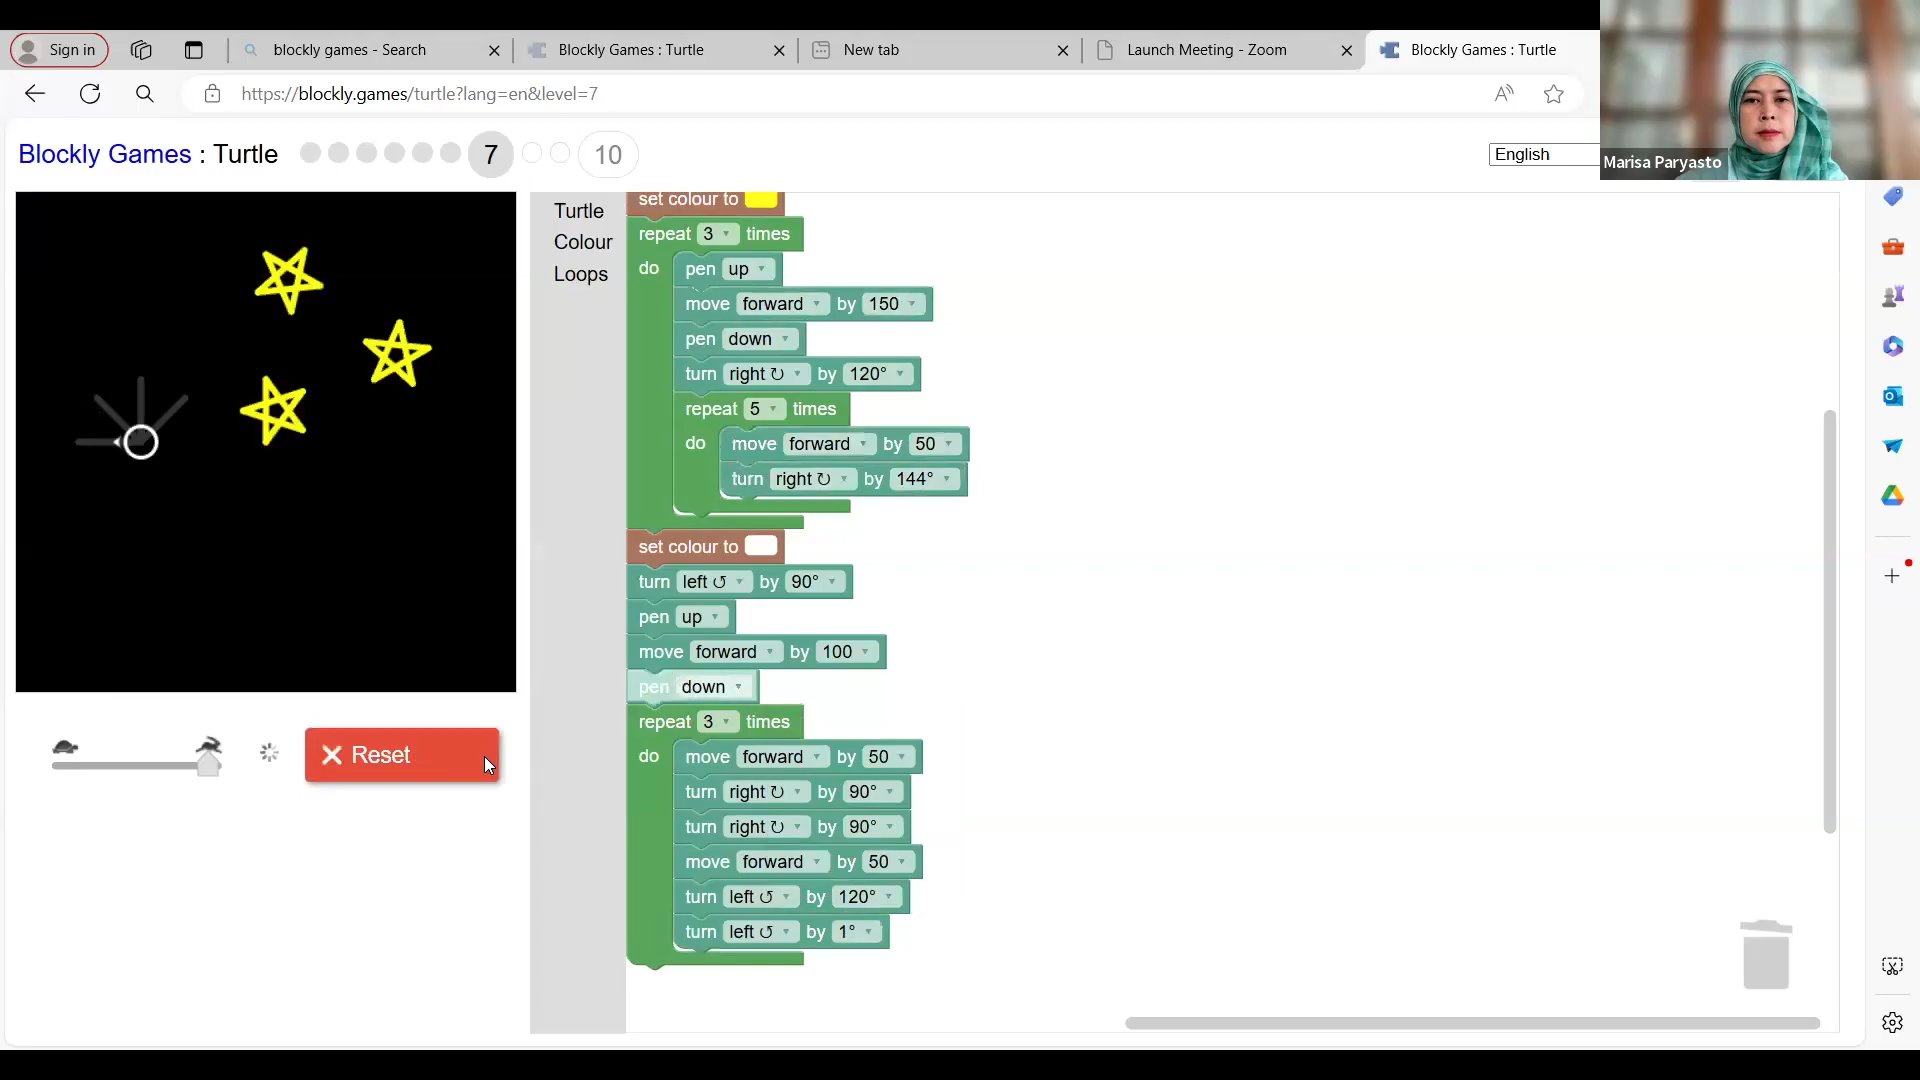 Sign in
blockly games - Search
Blockly Games : Turtle
New tab
Launch Meeting - Zoom
Blockly Games : Turtle
https://blockly.games/turtle?lang=en&level=7
Marisa Paryasto
Blockly Games : Turtle
7
10
English
Turtle
Colour
Loops
set colour to
repeat 3 times
do
pen up
move forward by 150
pen down
turn right ↻ by 120°
repeat 5 times
do
move forward by 50
turn right ↻ by 144°
set colour to
turn left ↺ by 90°
pen up
move forward by 100
pen down
repeat 3 times
do
move forward by 50
turn right ↻ by 90°
turn right ↻ by 90°
move forward by 50
turn left ↺ by 120°
turn left ↺ by 1°
Reset